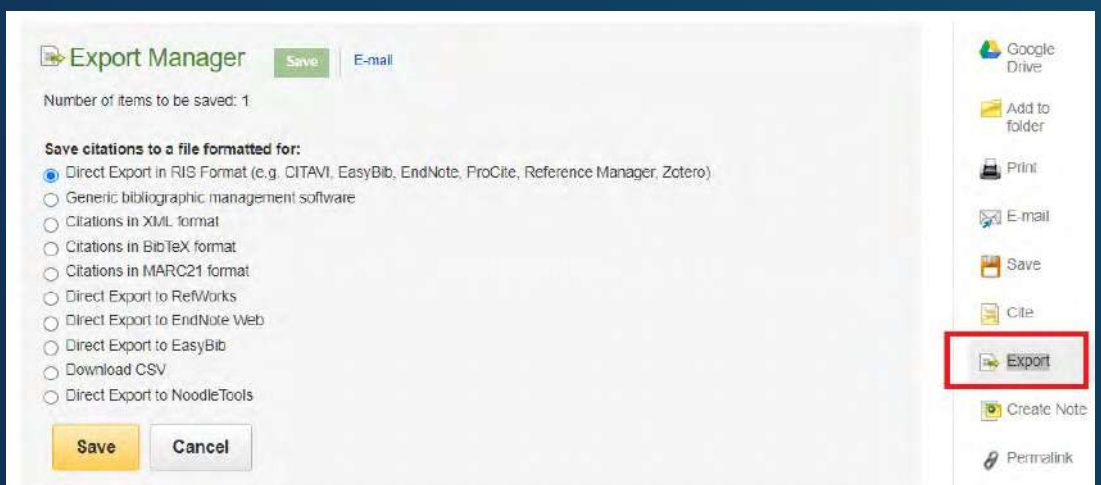 Export Manager
Save
E-mail
Number of items to be saved: 1
Save citations to a file formatted for:
Direct Export in RIS Format (e.g. CITAVI, EasyBib, EndNote, ProCite, Reference Manager, Zotero)
Generic bibliographic management software
Citations in XML format
Citations in BibTeX format
Citations in MARC21 format
Direct Export to RefWorks
Direct Export to EndNote Web
Direct Export to EasyBib
Download CSV
Direct Export to NoodleTools
Save
Cancel
Google
Drive
Add to
folder
Print
E-mail
Save
Cite
Export
Create Note
Permalink